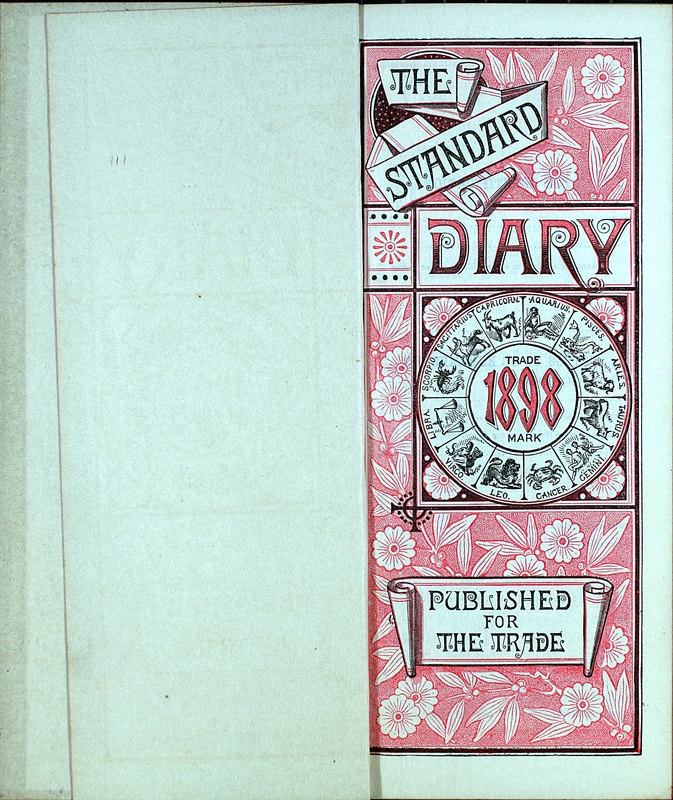 THE
STANDARD
DIARY
CAPRICORN.
AQUARIUS.
PISCES.
ARIES.
TAURUS.
GEMINI
CANCER
LEO.
VIRGO.
LIBRA.
SCORPIO.
SAGITTARIUS
TRADE
1898
MARK
PUBLISHED
FOR
THE TRADE